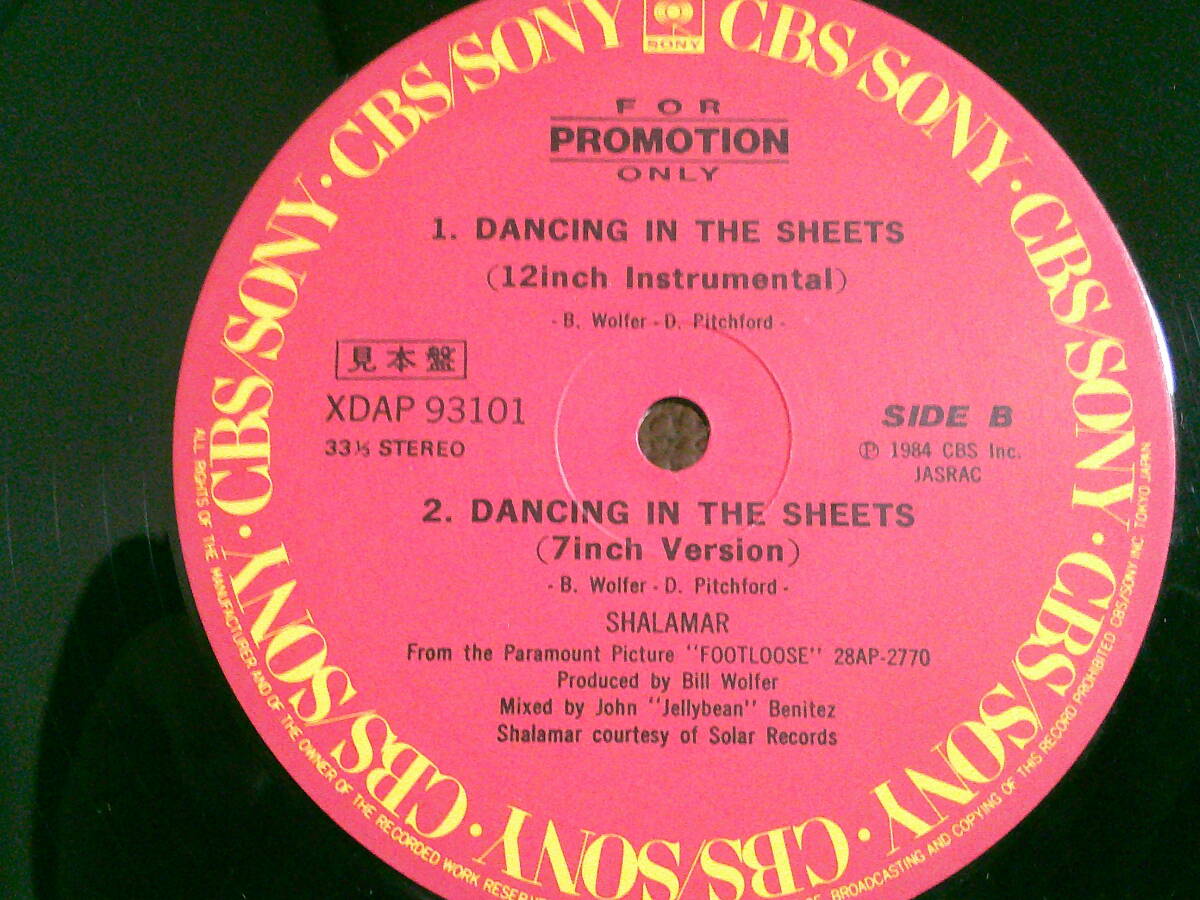 CBS/SONY · CBS/SONY · CBS/SONY · CBS/SONY · CBS/SONY · CBS/SONY · CBS/SONY · CBS/SONY
SONY
FOR
PROMOTION
ONLY
1. DANCING IN THE SHEETS
(12inch Instrumental)
- B. Wolfer - D. Pitchford -
見本盤
XDAP 93101
33⅓ STEREO
SIDE B
Ⓟ 1984 CBS Inc.
JASRAC
2. DANCING IN THE SHEETS
(7inch Version)
- B. Wolfer - D. Pitchford -
SHALAMAR
From the Paramount Picture "FOOTLOOSE" 28AP-2770
Produced by Bill Wolfer
Mixed by John "Jellybean" Benitez
Shalamar courtesy of Solar Records
ALL RIGHTS OF THE MANUFACTURER AND OF THE OWNER OF THE RECORDED WORK
BROADCASTING AND COPYING OF THIS RECORD PROHIBITED CBS/SONY INC. TOKYO JAPAN